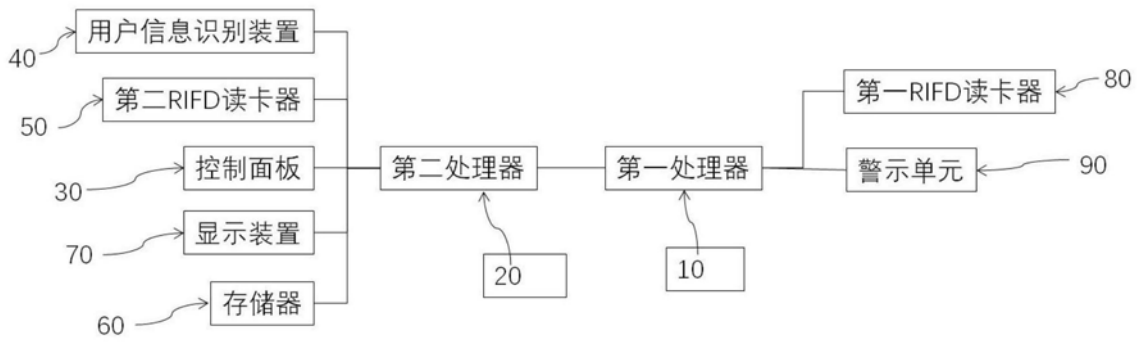 40
用户信息识别装置
50
第二RIFD读卡器
30
控制面板
70
显示装置
60
存储器
第二处理器
20
第一处理器
10
第一RIFD读卡器
80
警示单元
90